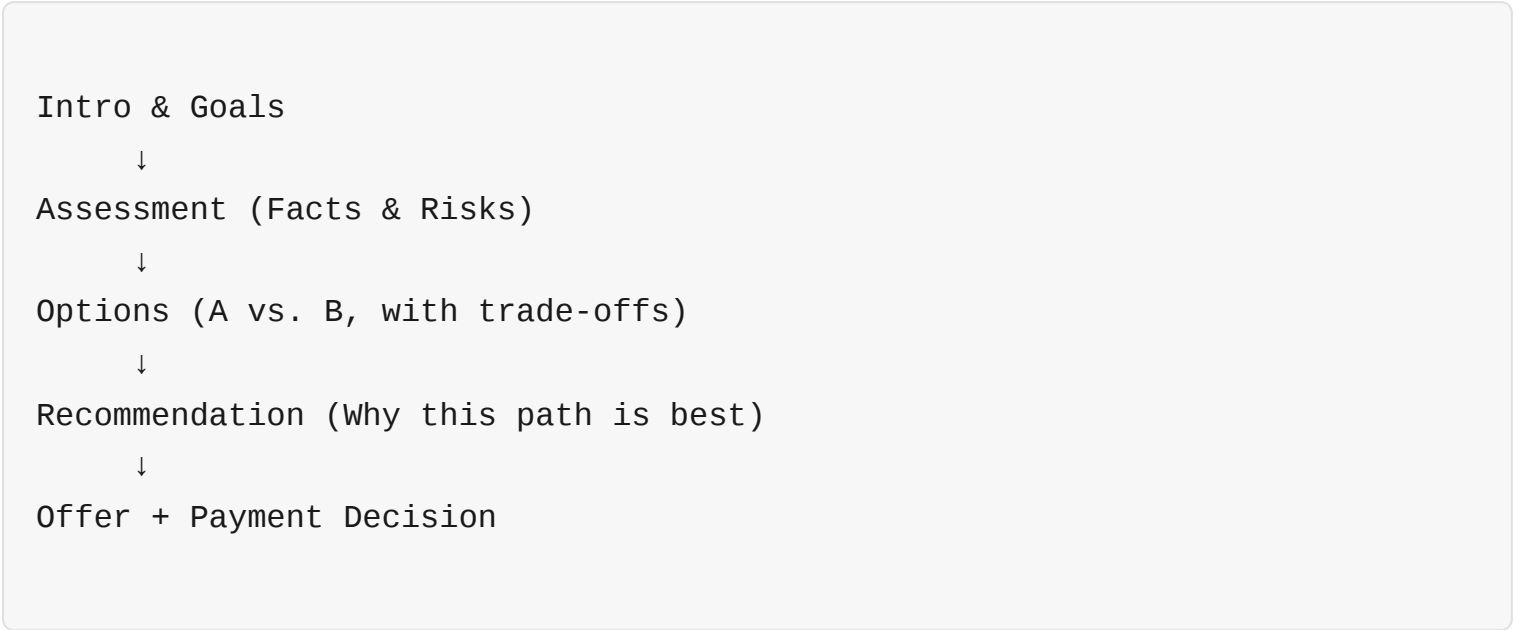 Intro & Goals
↓
Assessment (Facts & Risks)
↓
Options (A vs. B, with trade-offs)
↓
Recommendation (Why this path is best)
↓
Offer + Payment Decision